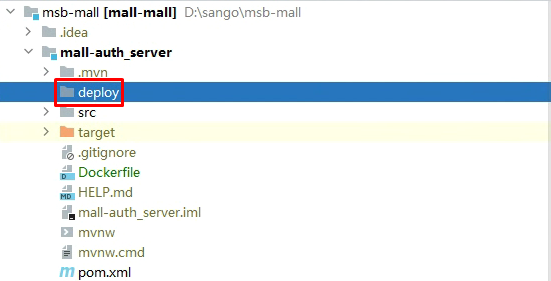 msb-mall [mall-mall] D:\sango\msb-mall
.idea
mall-auth_server
.mvn
deploy
src
target
.gitignore
Dockerfile
HELP.md
mall-auth_server.iml
mvnw
mvnw.cmd
pom.xml